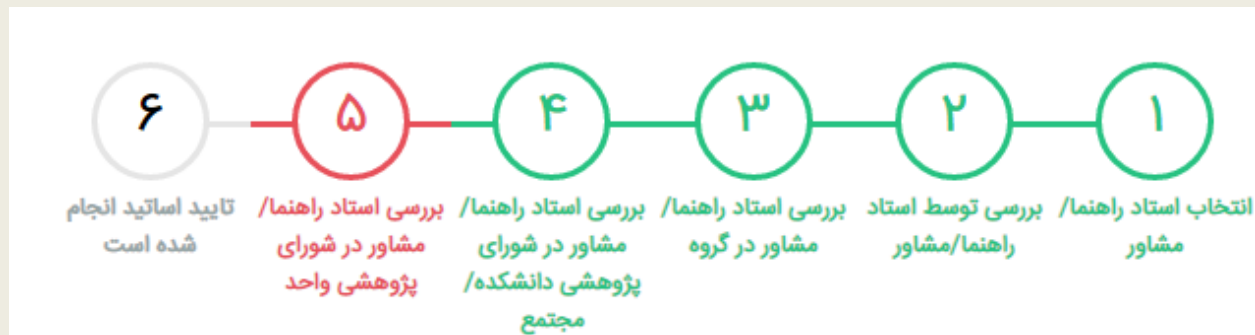 ۱
انتخاب استاد راهنما/
مشاور
۲
بررسی توسط استاد
راهنما/مشاور
۳
بررسی استاد راهنما/
مشاور در گروه
۴
بررسی استاد راهنما/
مشاور در شورای
پژوهشی دانشکده/
مجتمع
۵
بررسی استاد راهنما/
مشاور در شورای
پژوهشی واحد
۶
تایید اساتید انجام
شده است